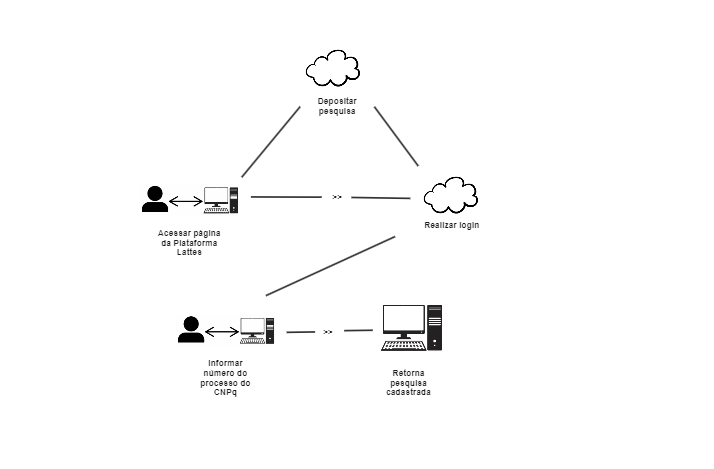 Depositar
pesquisa
>>
Realizar login
Acessar página
da Plataforma
Lattes
>>
Informar
número do
processo do
CNPq
Retorna
pesquisa
cadastrada